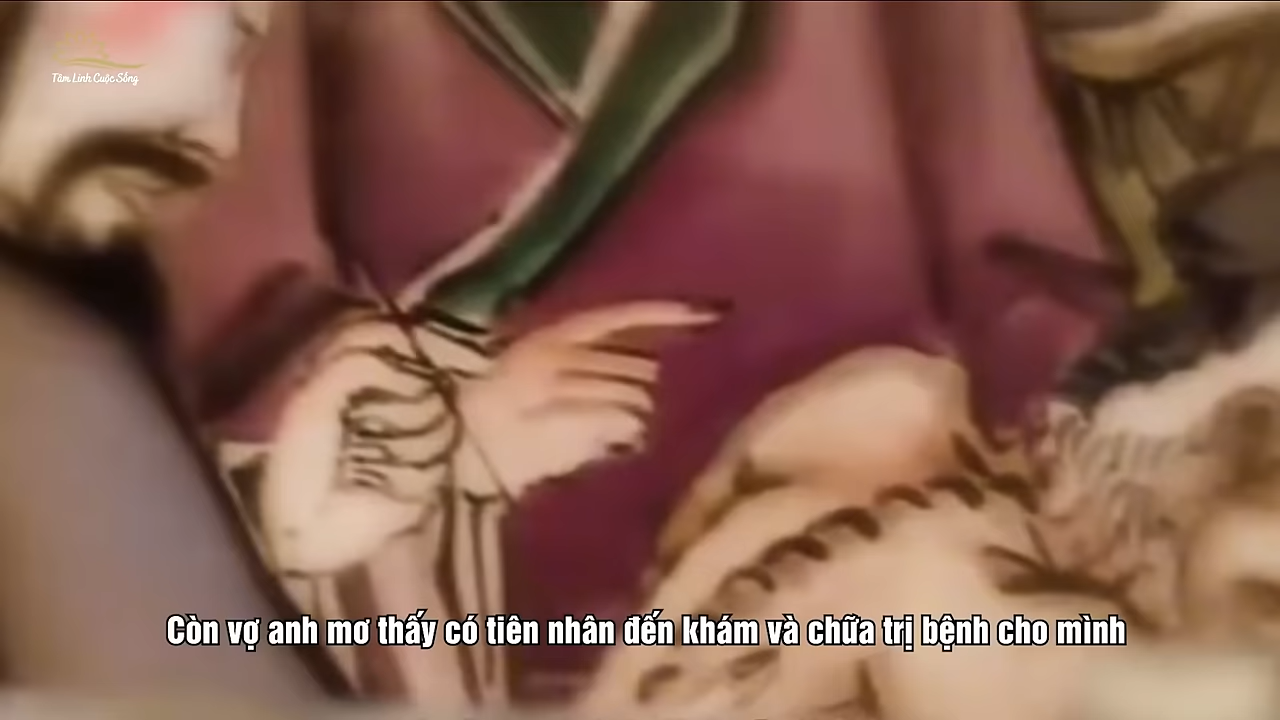 Tâm Linh Cuộc Sống
Còn vợ anh mơ thấy có tiên nhân đến khám và chữa trị bệnh cho mình